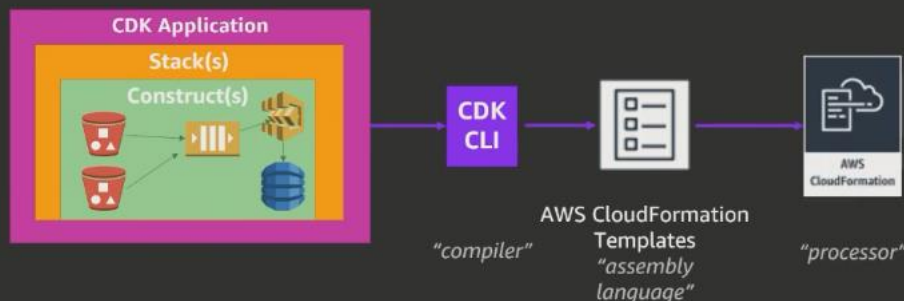 CDK Application
Stack(s)
Construct(s)
CDK
CLI
AWS
CloudFormation
AWS CloudFormation
Templates
"compiler"
"assembly
language"
"processor"